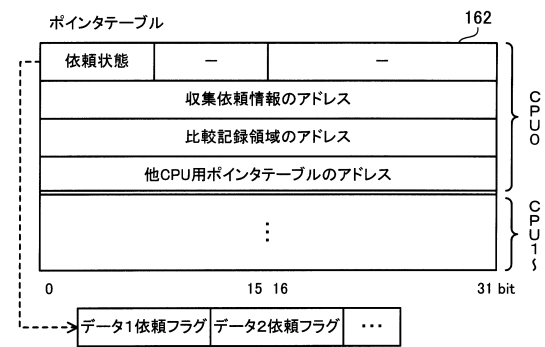 ポインタテーブル
162
依頼状態 － －
収集依頼情報のアドレス
比較記録領域のアドレス
他CPU用ポインタテーブルのアドレス
CPU0
⋮
CPU1～
0 15 16 31 bit
データ1依頼フラグ データ2依頼フラグ …